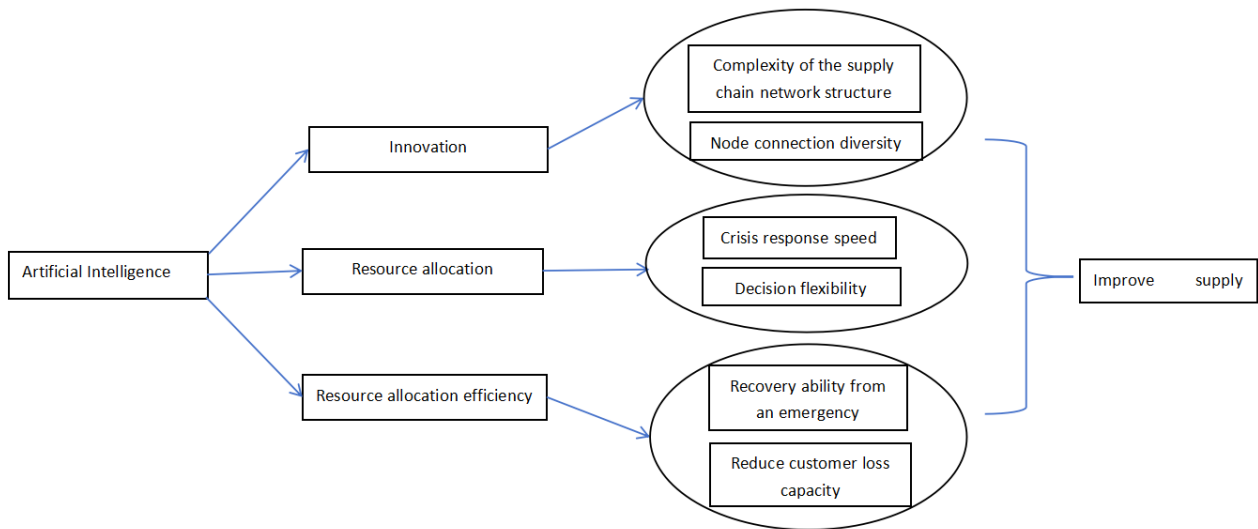 Complexity of the supply
chain network structure
Node connection diversity
Innovation
Crisis response speed
Decision flexibility
Artificial Intelligence
Resource allocation
Improve supply
Resource allocation efficiency
Recovery ability from
an emergency
Reduce customer loss
capacity